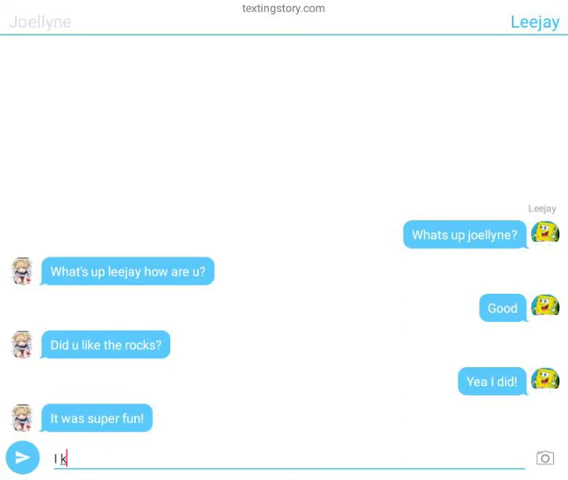 textingstory.com
Joellyne
Leejay
Leejay
Whats up joellyne?
What's up leejay how are u?
Good
Did u like the rocks?
Yea I did!
It was super fun!
I k